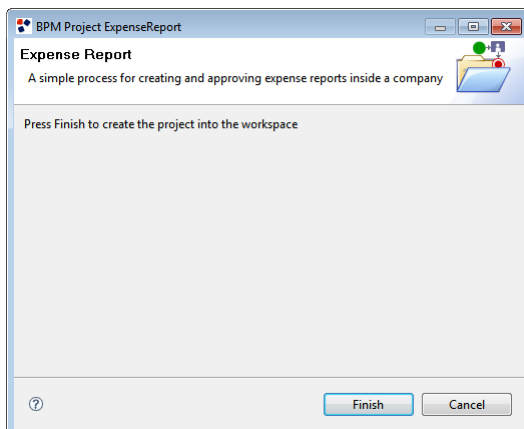 BPM Project ExpenseReport
Expense Report
A simple process for creating and approving expense reports inside a company
Press Finish to create the project into the workspace
?
Finish
Cancel